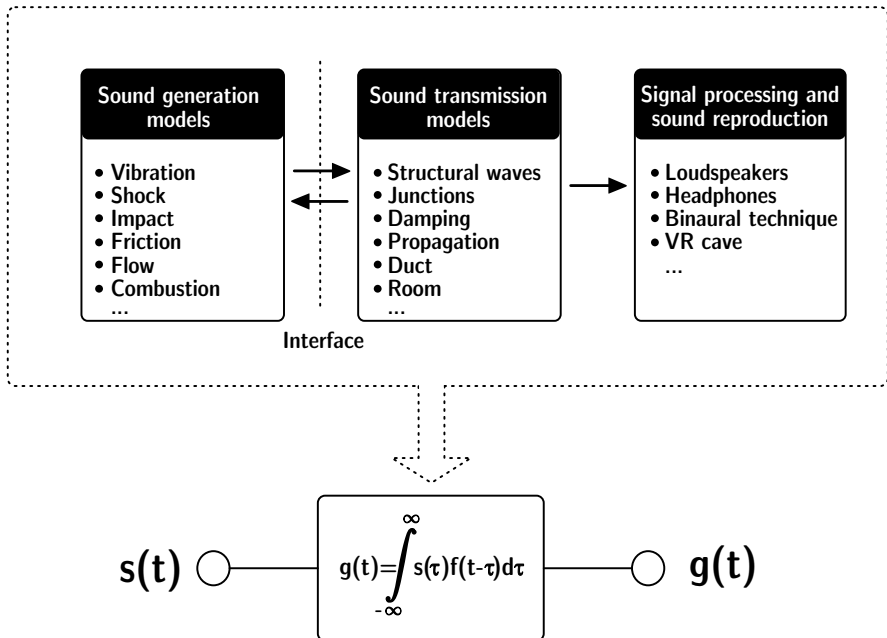 Sound generation
models
• Vibration
• Shock
• Impact
• Friction
• Flow
• Combustion
...
Interface
Sound transmission
models
• Structural waves
• Junctions
• Damping
• Propagation
• Duct
• Room
...
Signal processing and
sound reproduction
• Loudspeakers
• Headphones
• Binaural technique
• VR cave
...
s(t)
∞
g(t)=∫s(τ)f(t-τ)dτ
-∞
g(t)